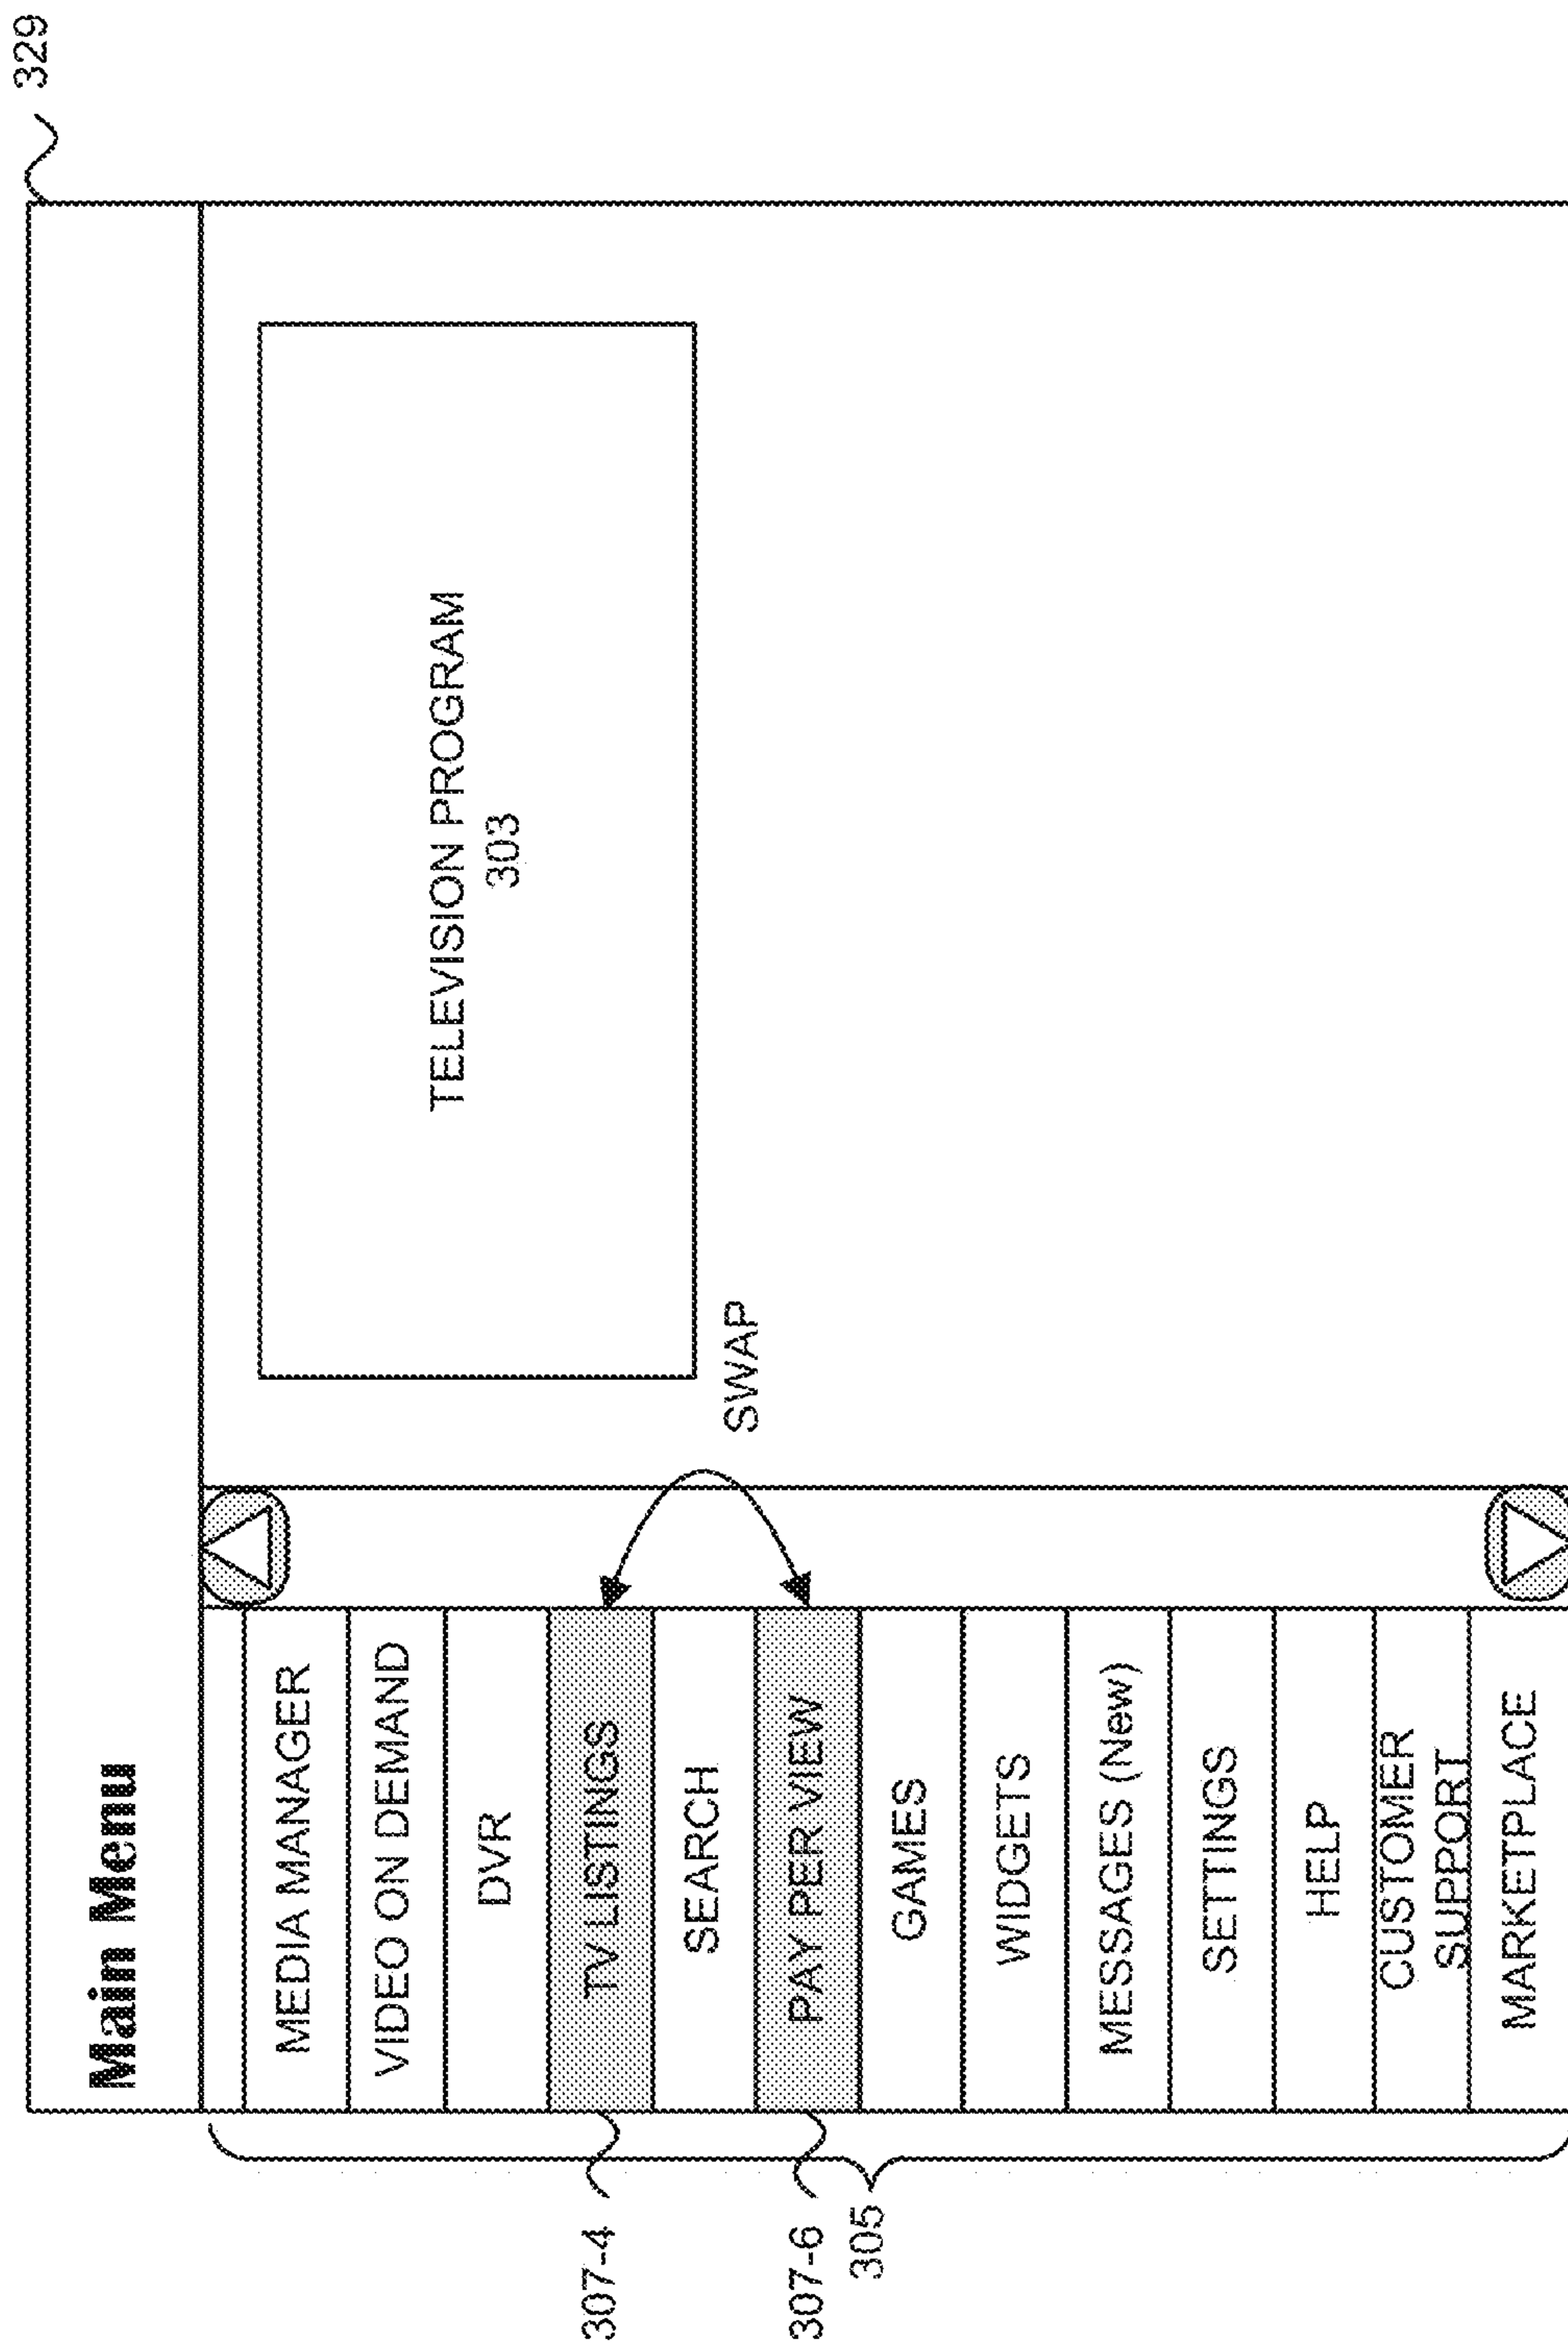 329
Main Menu
MEDIA MANAGER
VIDEO ON DEMAND
DVR
TV LISTINGS
SEARCH
PAY PER VIEW
GAMES
WIDGETS
MESSAGES (New)
SETTINGS
HELP
CUSTOMER
SUPPORT
MARKETPLACE
TELEVISION PROGRAM
303
SWAP
307-4
307-6
305